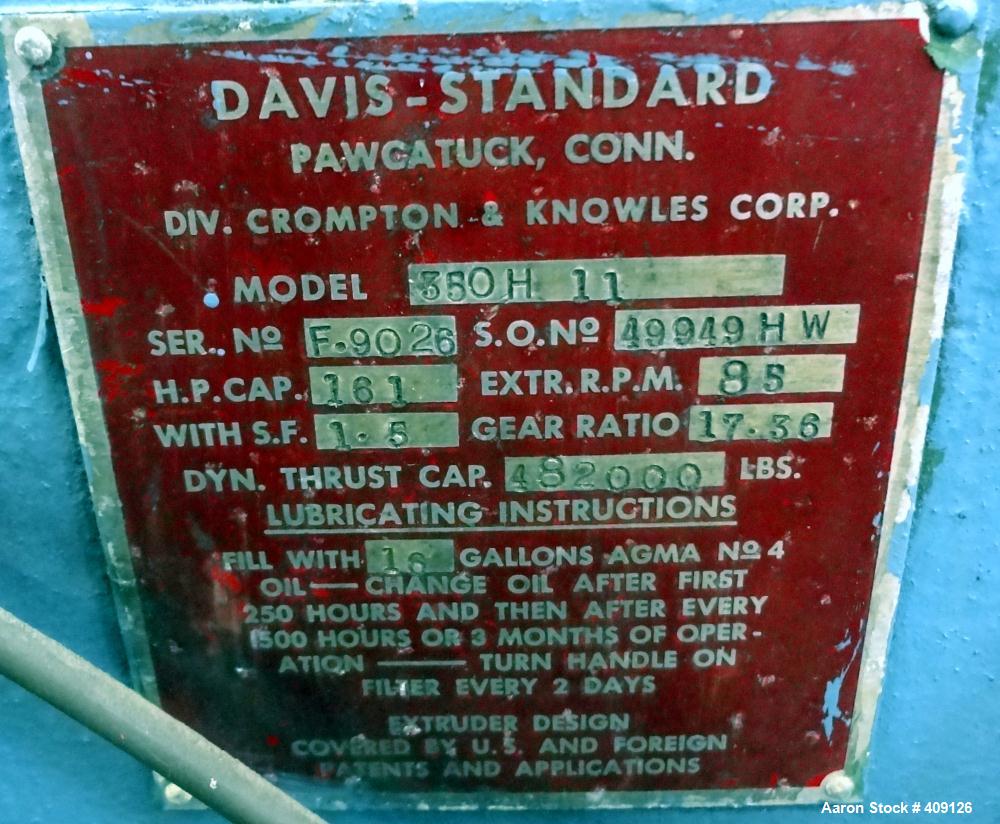 DAVIS-STANDARD
PAWCATUCK, CONN.
DIV. CROMPTON & KNOWLES CORP.
MODEL 350H 11
SER. Nº F-9026 S.O. Nº 49949 H W
H.P. CAP. 161 EXTR. R.P.M. 85
WITH S.F. 1.5 GEAR RATIO 17.36
DYN. THRUST CAP. 482000 LBS.
LUBRICATING INSTRUCTIONS
FILL WITH 16 GALLONS AGMA Nº 4
OIL — CHANGE OIL AFTER FIRST
250 HOURS AND THEN AFTER EVERY
1500 HOURS OR 3 MONTHS OF OPER-
ATION — TURN HANDLE ON
FILTER EVERY 2 DAYS
EXTRUDER DESIGN
COVERED BY U.S. AND FOREIGN
PATENTS AND APPLICATIONS
Aaron Stock # 409126